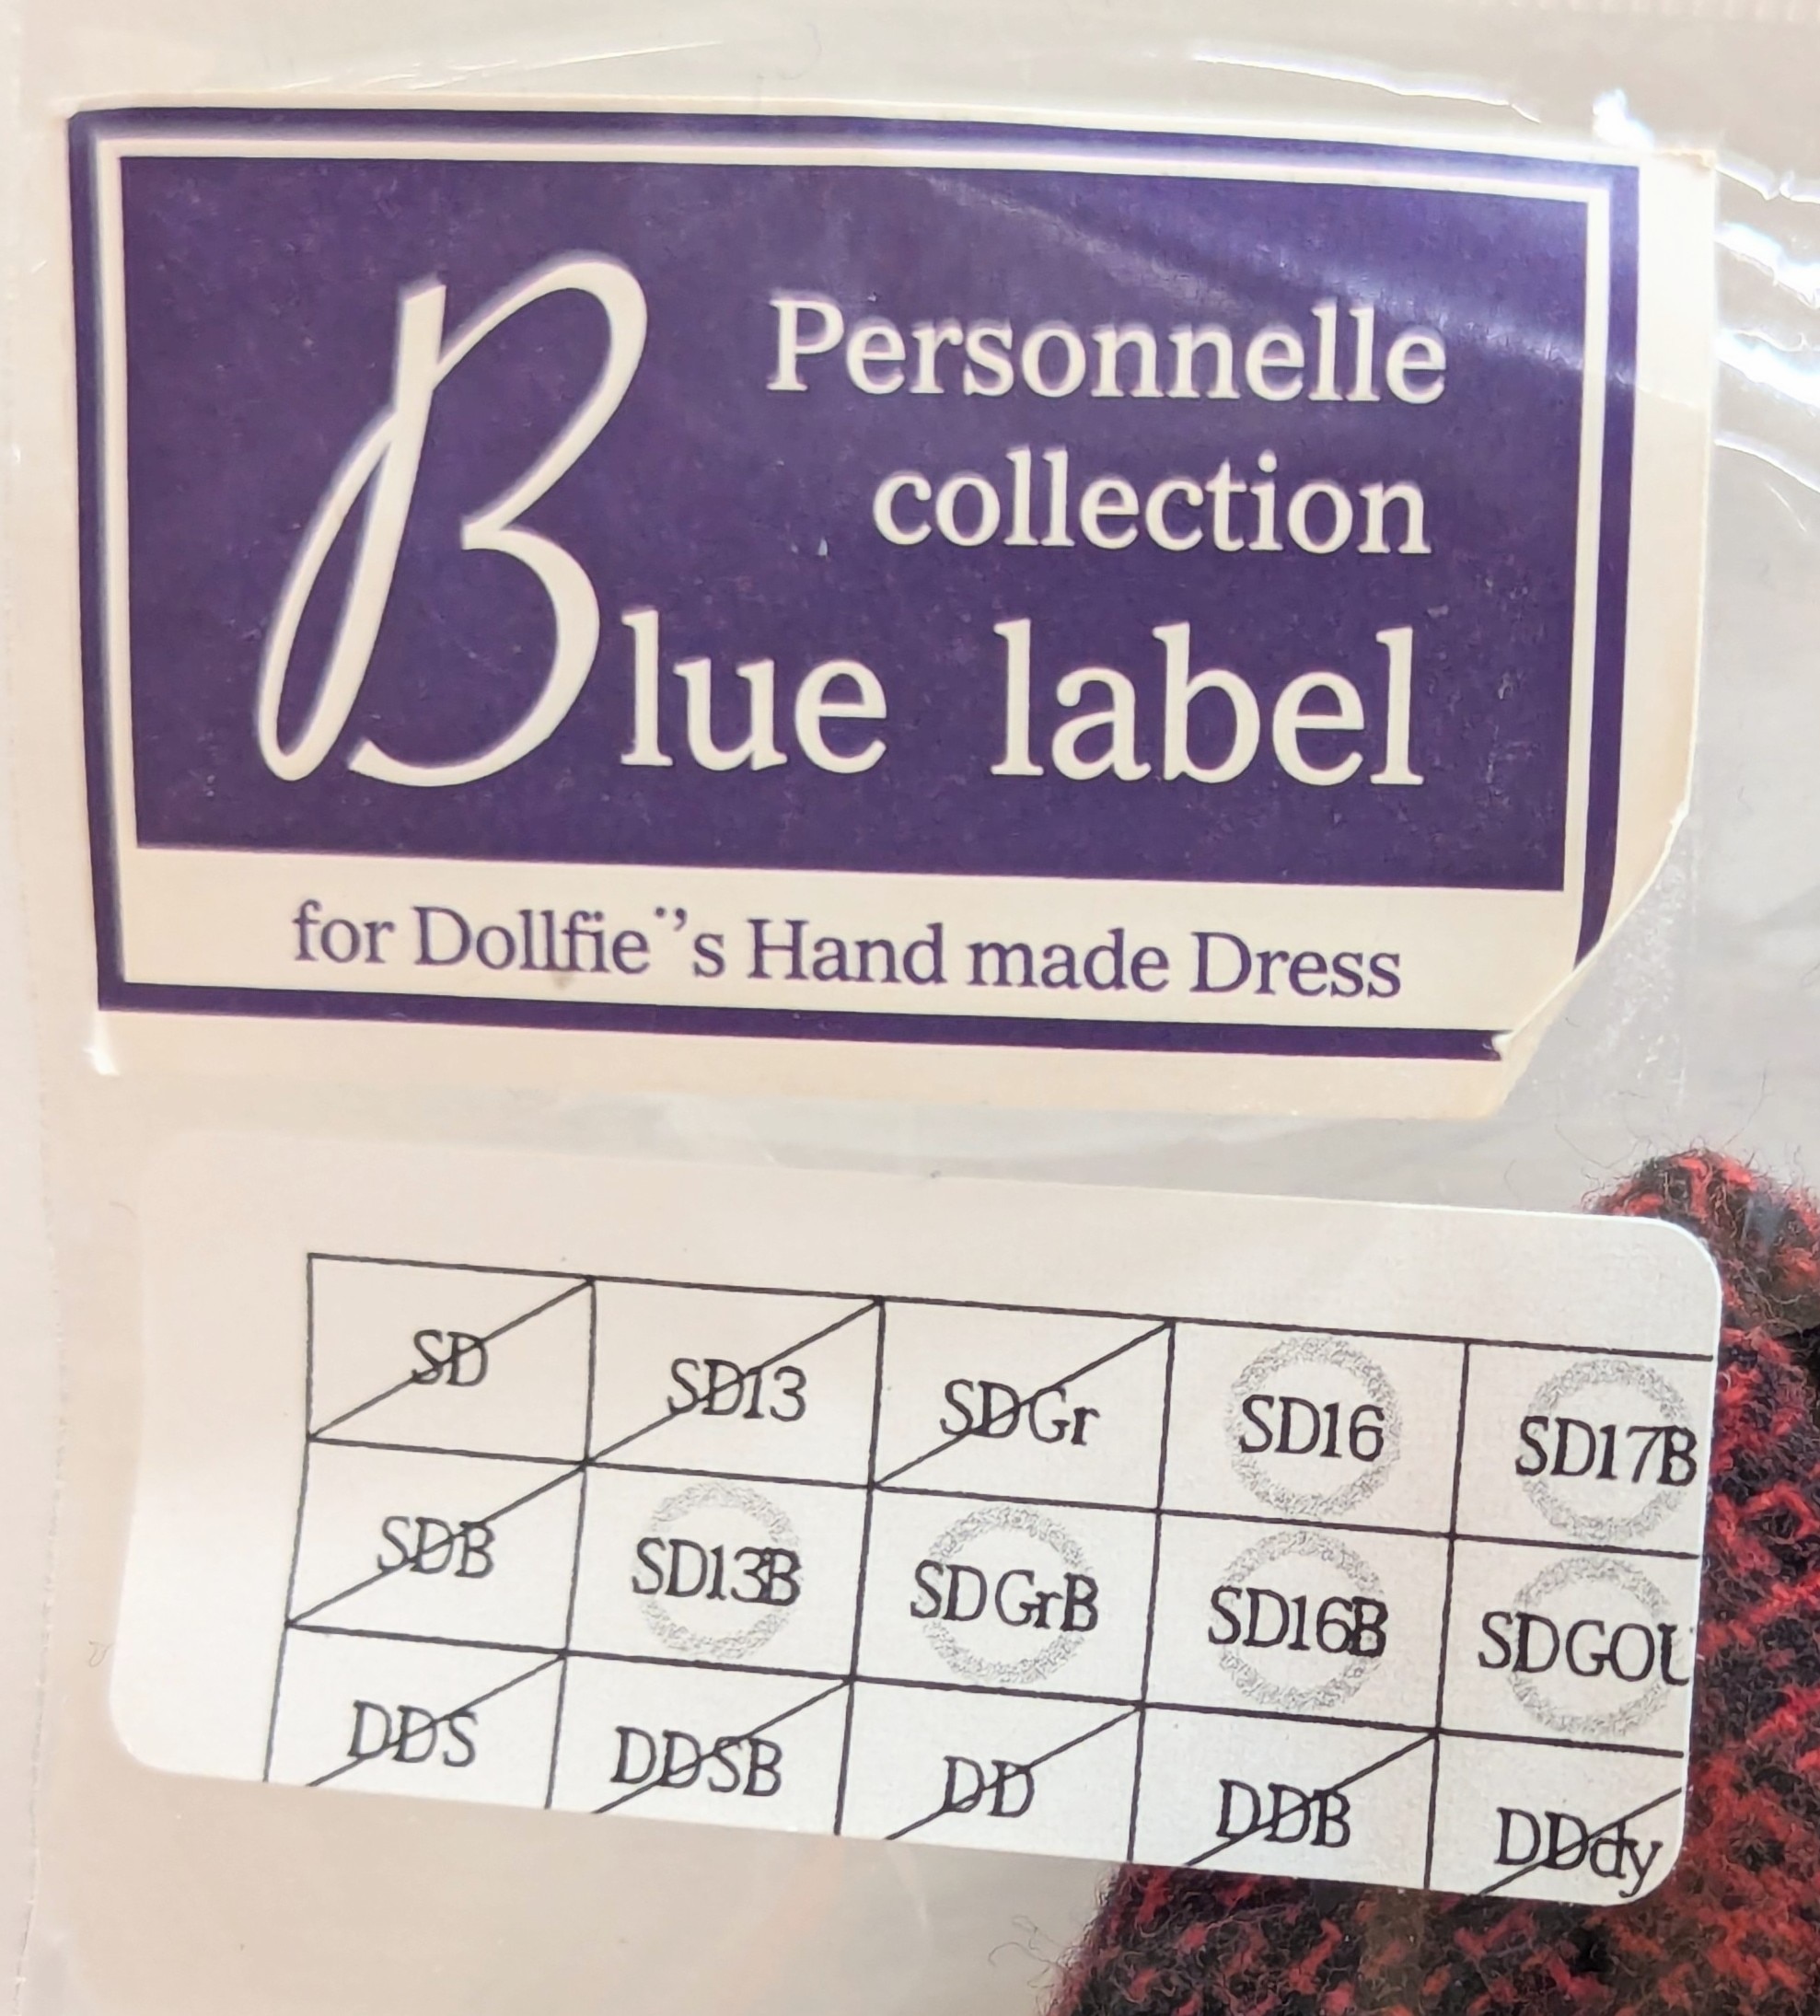 Personnelle
collection
Blue label
for Dollfie¨’s Hand made Dress
SD SD13 SDGr SD16 SD17B
SDB SD13B SDGrB SD16B SDGOU
DDS DDSB DD DDB DDdy